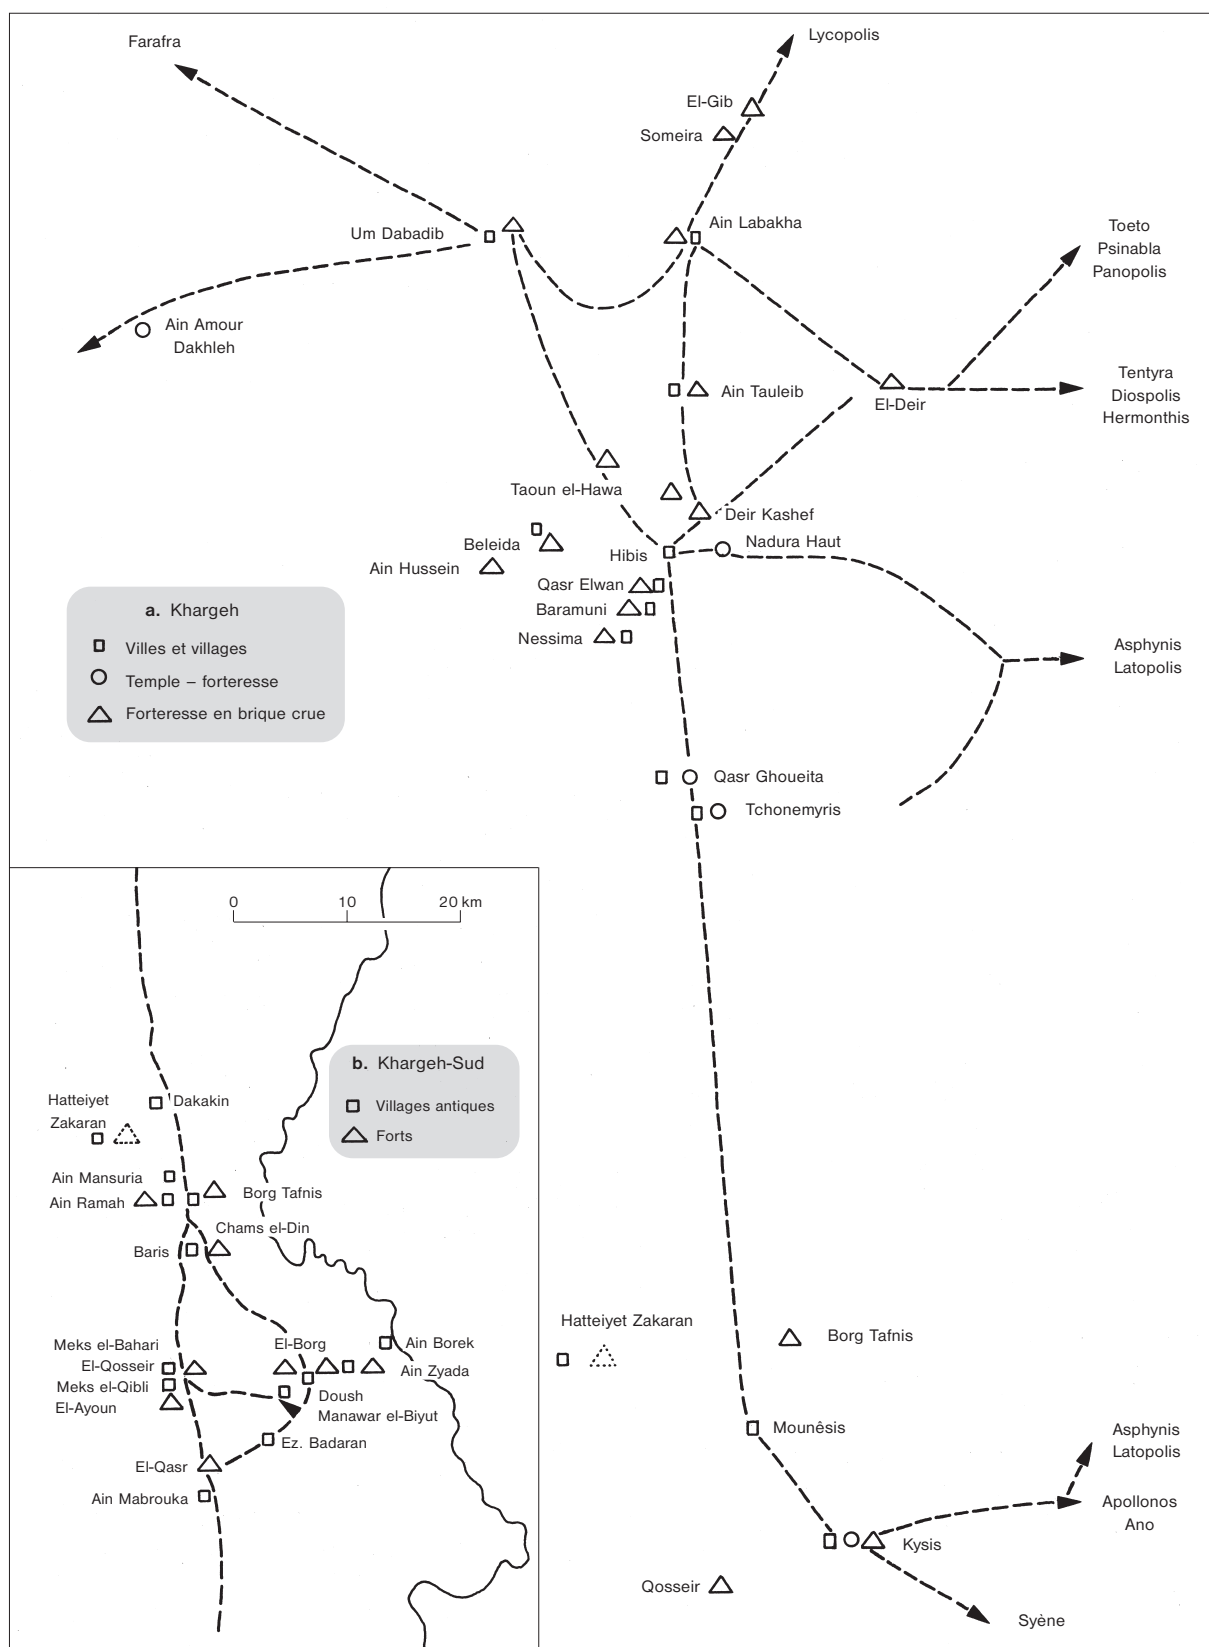 Farafra
Lycopolis
El-Gib
Someira
Um Dabadib
Ain Labakha
Toeto
Psinabla
Panopolis
Ain Amour
Dakhleh
Ain Tauleib
El-Deir
Tentyra
Diospolis
Hermonthis
Taoun el-Hawa
Deir Kashef
Beleida
Hibis
Nadura Haut
Ain Hussein
Qasr Elwan
Baramuni
Nessima
a. Khargeh
Villes et villages
Temple – forteresse
Forteresse en brique crue
Asphynis
Latopolis
Qasr Ghoueita
Tchonemyris
0 10 20 km
b. Khargeh-Sud
Villages antiques
Forts
Hatteiyet
Zakaran
Dakakin
Ain Mansuria
Ain Ramah
Borg Tafnis
Chams el-Din
Baris
Meks el-Bahari
El-Qosseir
Meks el-Qibli
El-Ayoun
El-Borg
Ain Borek
Ain Zyada
Doush
Manawar el-Biyut
Ez. Badaran
El-Qasr
Ain Mabrouka
Hatteiyet Zakaran
Borg Tafnis
Mounêsis
Asphynis
Latopolis
Apollonos
Ano
Kysis
Qosseir
Syène